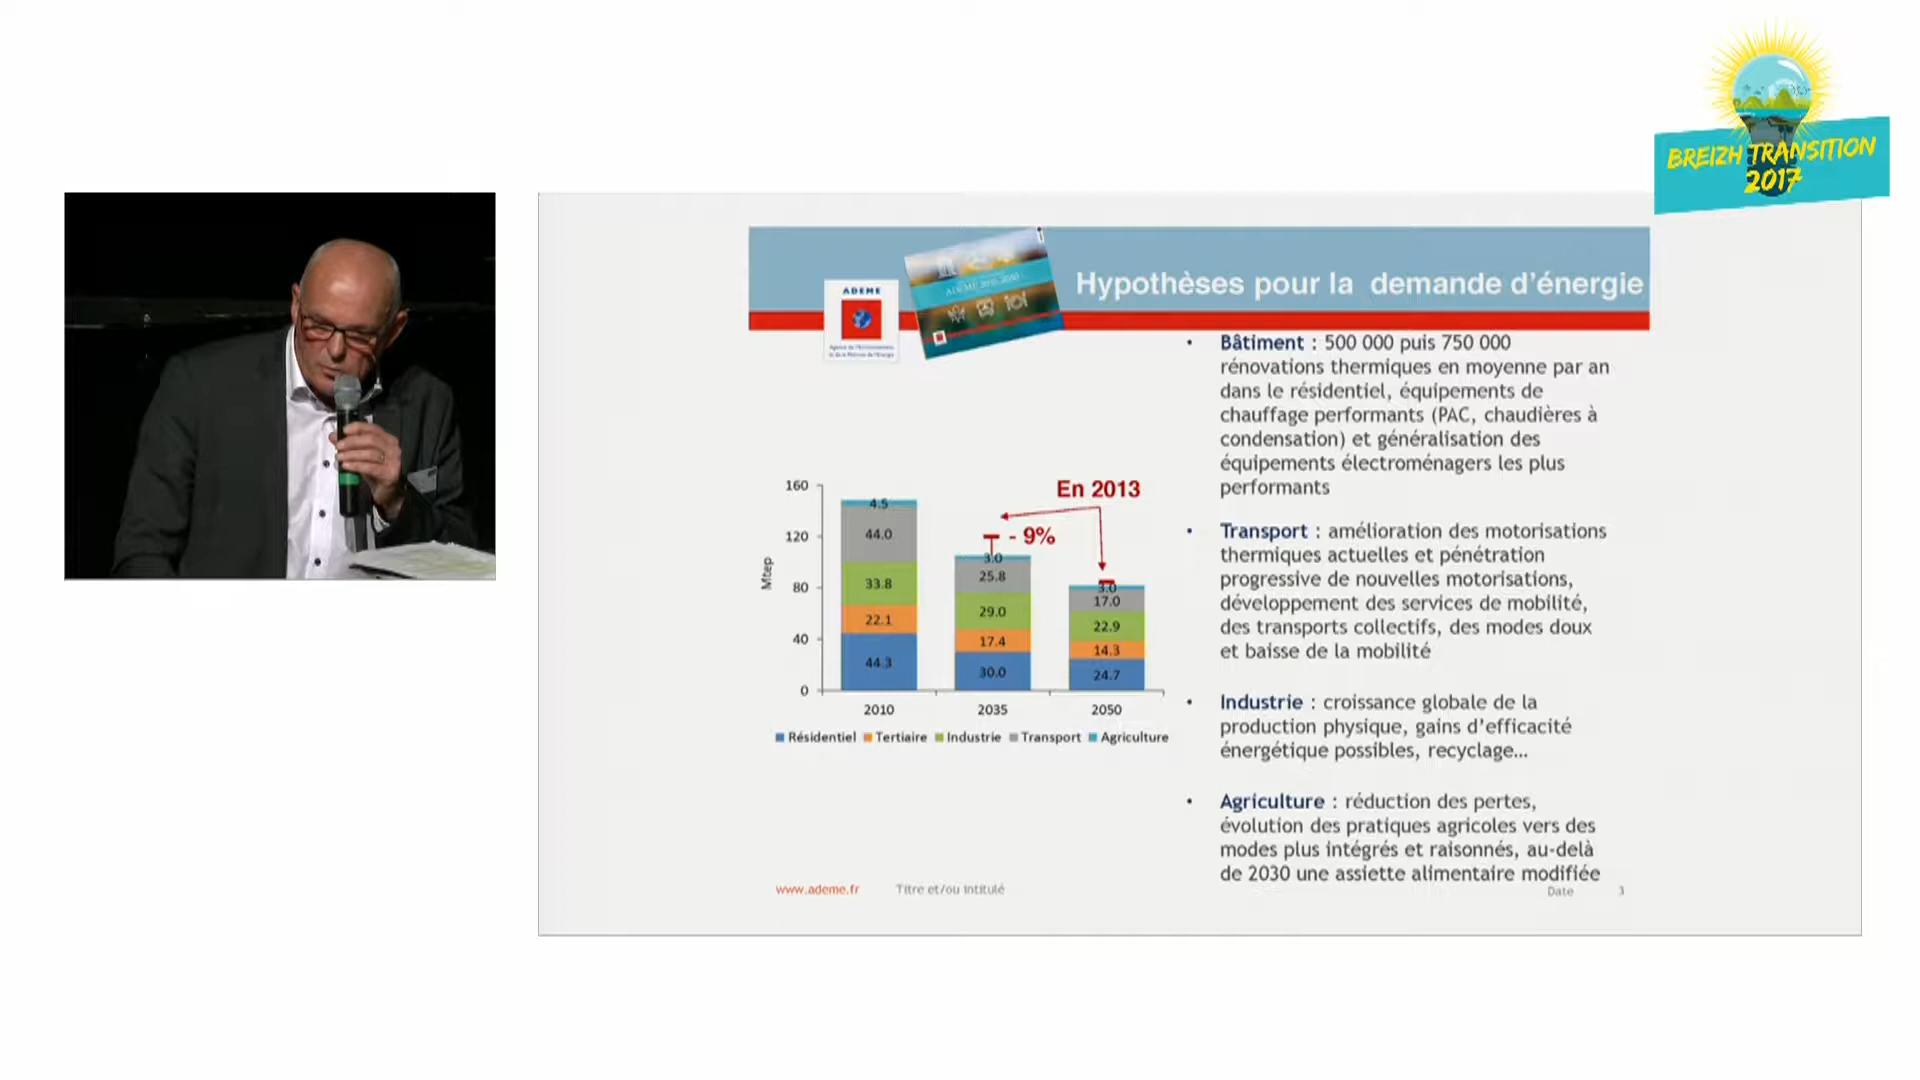 BREIZH TRANSITION
2017
ADEME
Hypothèses pour la demande d'énergie
• Bâtiment : 500 000 puis 750 000
rénovations thermiques en moyenne par an
dans le résidentiel, équipements de
chauffage performants (PAC, chaudières à
condensation) et généralisation des
équipements électroménagers les plus
performants
• Transport : amélioration des motorisations
thermiques actuelles et pénétration
progressive de nouvelles motorisations,
développement des services de mobilité,
des transports collectifs, des modes doux
et baisse de la mobilité
• Industrie : croissance globale de la
production physique, gains d'efficacité
énergétique possibles, recyclage...
• Agriculture : réduction des pertes,
évolution des pratiques agricoles vers des
modes plus intégrés et raisonnés, au-delà
de 2030 une assiette alimentaire modifiée
Mtep
160
120
80
40
0
En 2013
- 9%
4.5
44.0
33.8
22.1
44.3
3.0
25.8
29.0
17.4
30.0
3.0
17.0
22.9
14.3
24.7
2010 2035 2050
Résidentiel Tertiaire Industrie Transport Agriculture
www.ademe.fr Titre et/ou intitulé Date 3